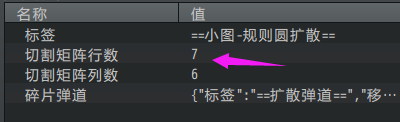 名称 值
标签 ==小图-规则圆扩散==
切割矩阵行数 7
切割矩阵列数 6
碎片弹道 {"标签":"==扩散弹道==","移…